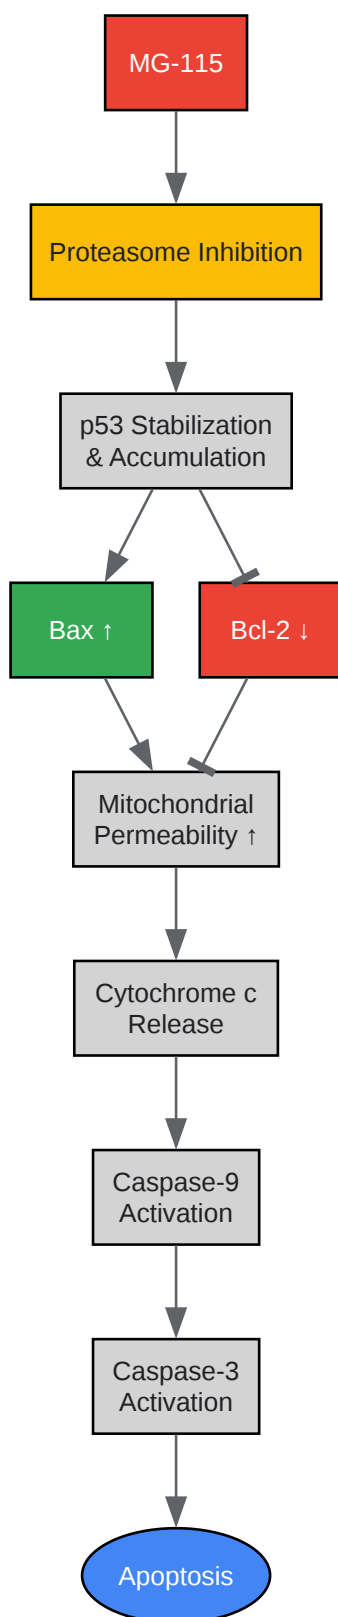 MG-115
Proteasome Inhibition
p53 Stabilization
& Accumulation
Bax ↑
Bcl-2 ↓
Mitochondrial
Permeability ↑
Cytochrome c
Release
Caspase-9
Activation
Caspase-3
Activation
Apoptosis